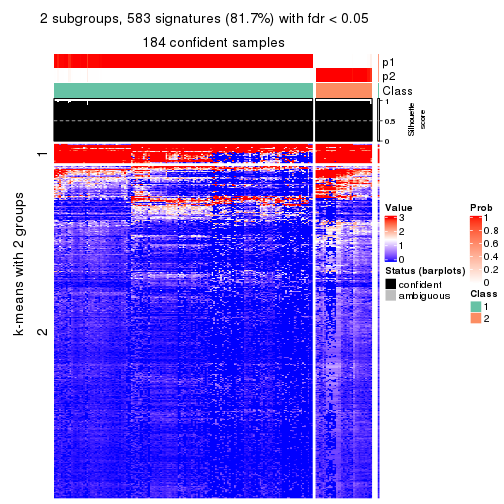 2 subgroups, 583 signatures (81.7%) with fdr < 0.05
184 confident samples
p1
p2
Class
1
0.5
0
Silhouette
score
k-means with 2 groups
1
2
Value
3
2
1
0
Status (barplots)
confident
ambiguous
Prob
1
0.8
0.6
0.4
0.2
0
Class
1
2